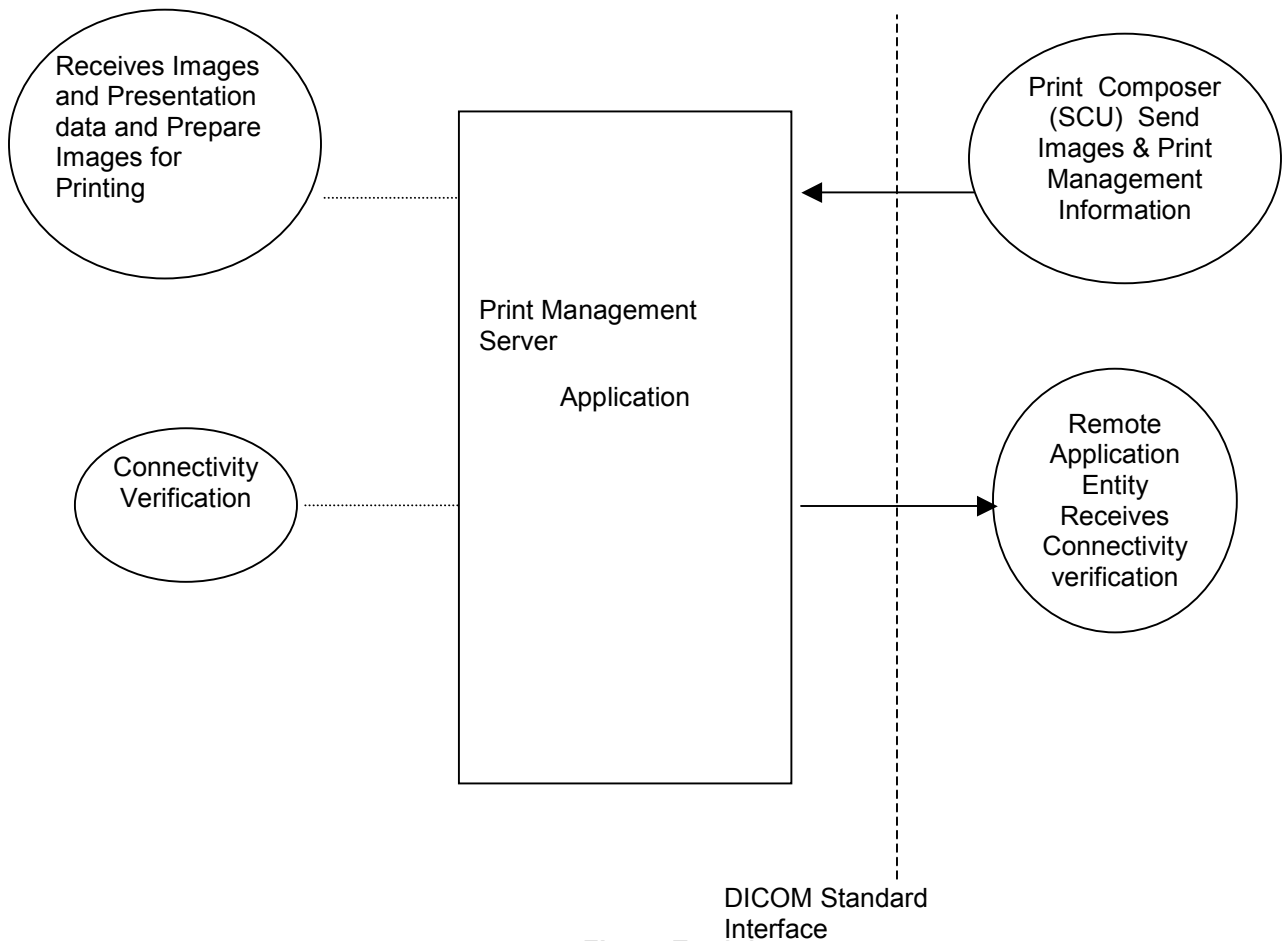 Receives Images
and Presentation
data and Prepare
Images for
Printing
Print Composer
(SCU) Send
Images & Print
Management
Information
Print Management
Server
Application
Connectivity
Verification
Remote
Application
Entity
Receives
Connectivity
verification
DICOM Standard
Interface